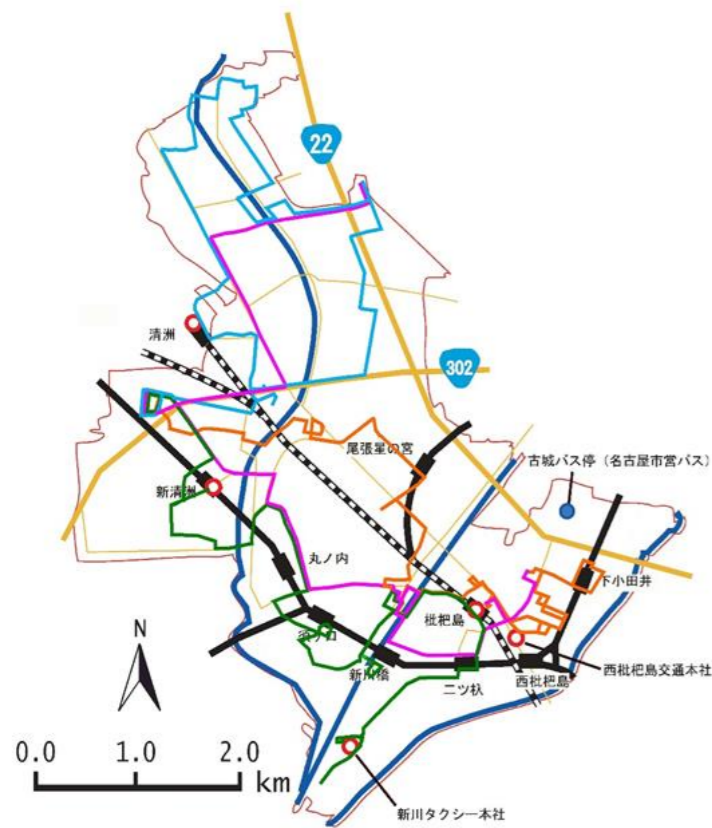 22
清洲
302
尾張星の宮
古城バス停（名古屋市営バス）
新清洲
丸ノ内
下小田井
枇杷島
須ケ口
N
新川橋
西枇杷島
西枇杷島交通本社
二ツ杁
0.0 1.0 2.0
km
新川タクシー本社